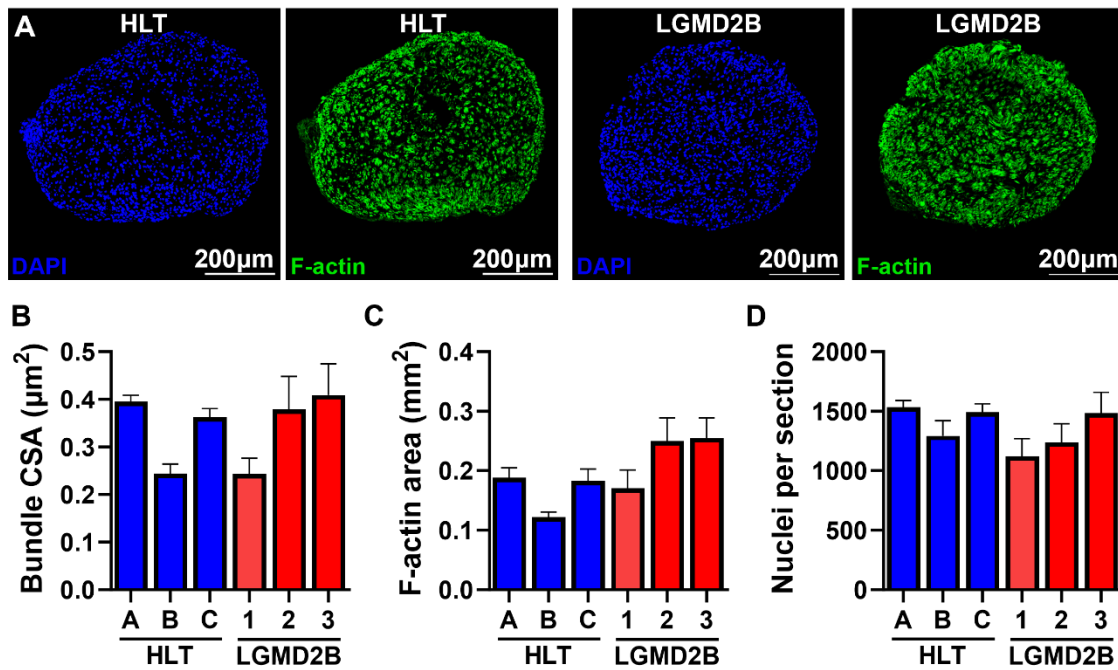 A
HLT
HLT
LGMD2B
LGMD2B
DAPI
200µm
F-actin
200µm
DAPI
200µm
F-actin
200µm
B
Bundle CSA (µm²)
0.5
0.4
0.3
0.2
0.1
0.0
A B C 1 2 3
HLT LGMD2B
C
F-actin area (mm²)
0.4
0.3
0.2
0.1
0.0
A B C 1 2 3
HLT LGMD2B
D
Nuclei per section
2000
1500
1000
500
0
A B C 1 2 3
HLT LGMD2B